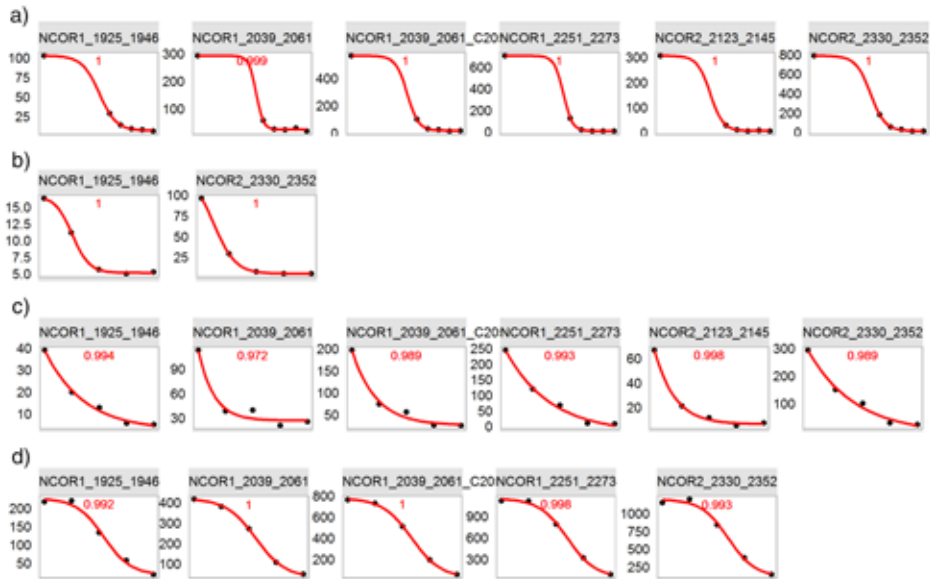 a)
NCOR1_1925_1946 NCOR1_2039_2061 NCOR1_2039_2061_C20 NCOR1_2251_2273 NCOR2_2123_2145 NCOR2_2330_2352
100 75 50 25
1
300 200 100
0.999
400 200 0
1
600 400 200 0
1
300 200 100 0
1
800 600 400 200 0
1
b)
NCOR1_1925_1946 NCOR2_2330_2352
15.0 12.5 10.0 7.5 5.0
1
100 75 50 25
1
c)
NCOR1_1925_1946 NCOR1_2039_2061 NCOR1_2039_2061_C20 NCOR1_2251_2273 NCOR2_2123_2145 NCOR2_2330_2352
40 30 20 10
0.994
90 60 30
0.972
200 150 100 50
0.989
250 200 150 100 50 0
0.993
60 40 20
0.998
300 200 100
0.989
d)
NCOR1_1925_1946 NCOR1_2039_2061 NCOR1_2039_2061_C20 NCOR1_2251_2273 NCOR2_2330_2352
200 150 100 50
0.992
400 300 200 100
1
800 600 400 200
1
900 600 300
0.998
1000 750 500 250
0.993